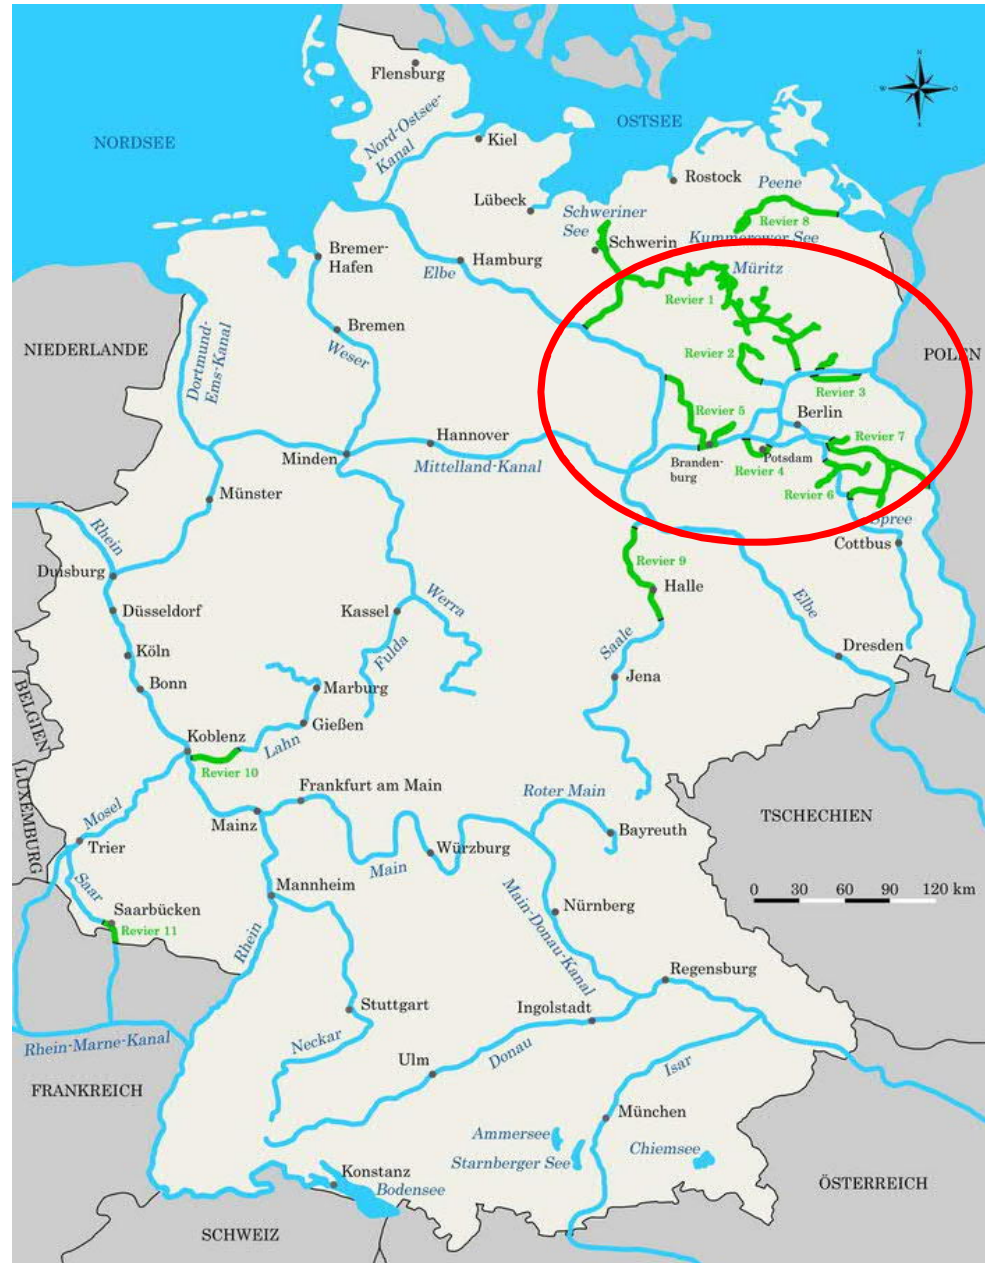 N
W
O
S
Flensburg
NORDSEE
OSTSEE
Nord-Ostsee-
Kanal
Kiel
Rostock
Peene
Lübeck
Schweriner
See
Revier 8
Schwerin
Kummerower See
Bremer-
Hafen
Elbe
Hamburg
Müritz
Revier 1
NIEDERLANDE
Dortmund-
Ems-Kanal
Bremen
Weser
Revier 2
POLEN
Revier 3
Revier 5
Berlin
Hannover
Minden
Mittelland-Kanal
Revier 7
Branden-
burg
Revier 4
Potsdam
Revier 6
Münster
Spree
Rhein
Cottbus
Revier 9
Duisburg
Halle
Düsseldorf
Kassel
Werra
Elbe
Köln
Fulda
Saale
Dresden
Bonn
Marburg
Jena
BELGIEN
Gießen
Koblenz
Lahn
Revier 10
LUXEMBURG
Frankfurt am Main
Roter Main
Mosel
Mainz
TSCHECHIEN
Bayreuth
Trier
Main
Würzburg
Saar
Mannheim
0 30 60 90 120 km
Saarbücken
Revier 11
Main-Donau-Kanal
Nürnberg
Rhein
Regensburg
Stuttgart
Ingolstadt
Rhein-Marne-Kanal
Neckar
Ulm
Donau
Isar
FRANKREICH
München
Ammersee
Starnberger See
Chiemsee
Konstanz
Bodensee
ÖSTERREICH
SCHWEIZ